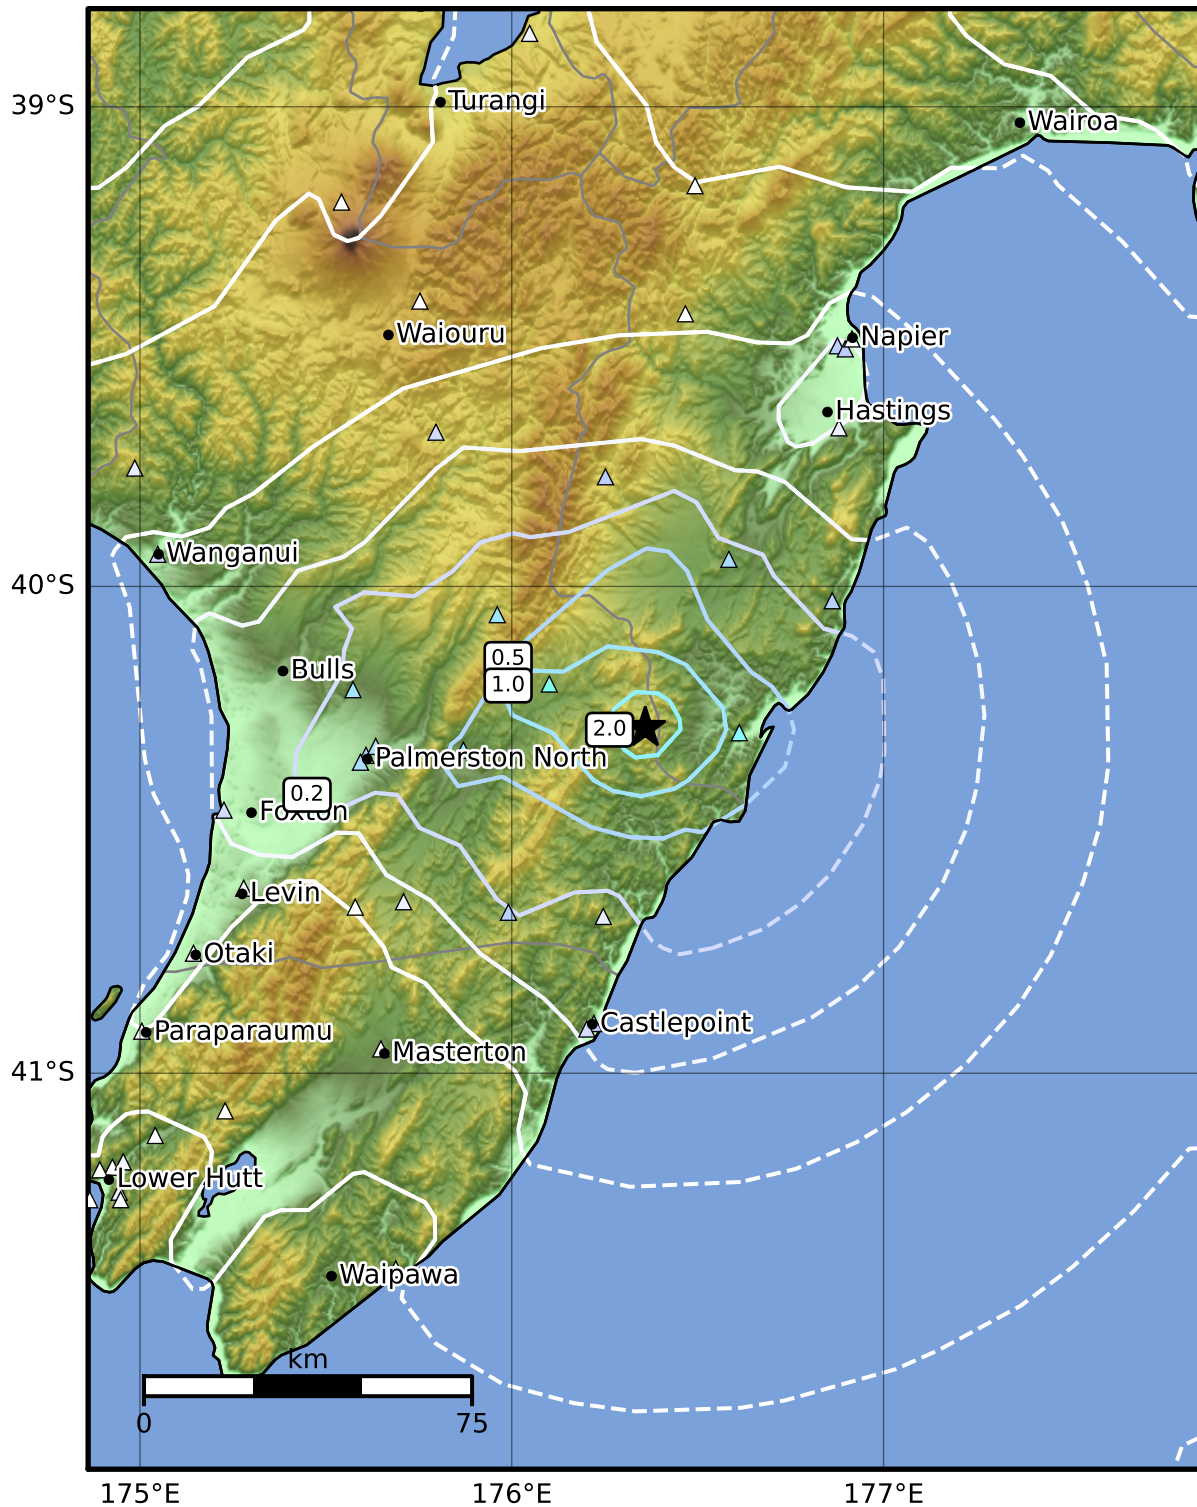 39°S
Turangi
Wairoa
Waiouru
Napier
Hastings
Wanganui
40°S
0.5
Bulls
1.0
2.0
Palmerston North
0.2
Foxton
Levin
Otaki
Castlepoint
Paraparaumu
Masterton
41°S
Lower Hutt
Waipawa
km
0
75
175°E
176°E
177°E